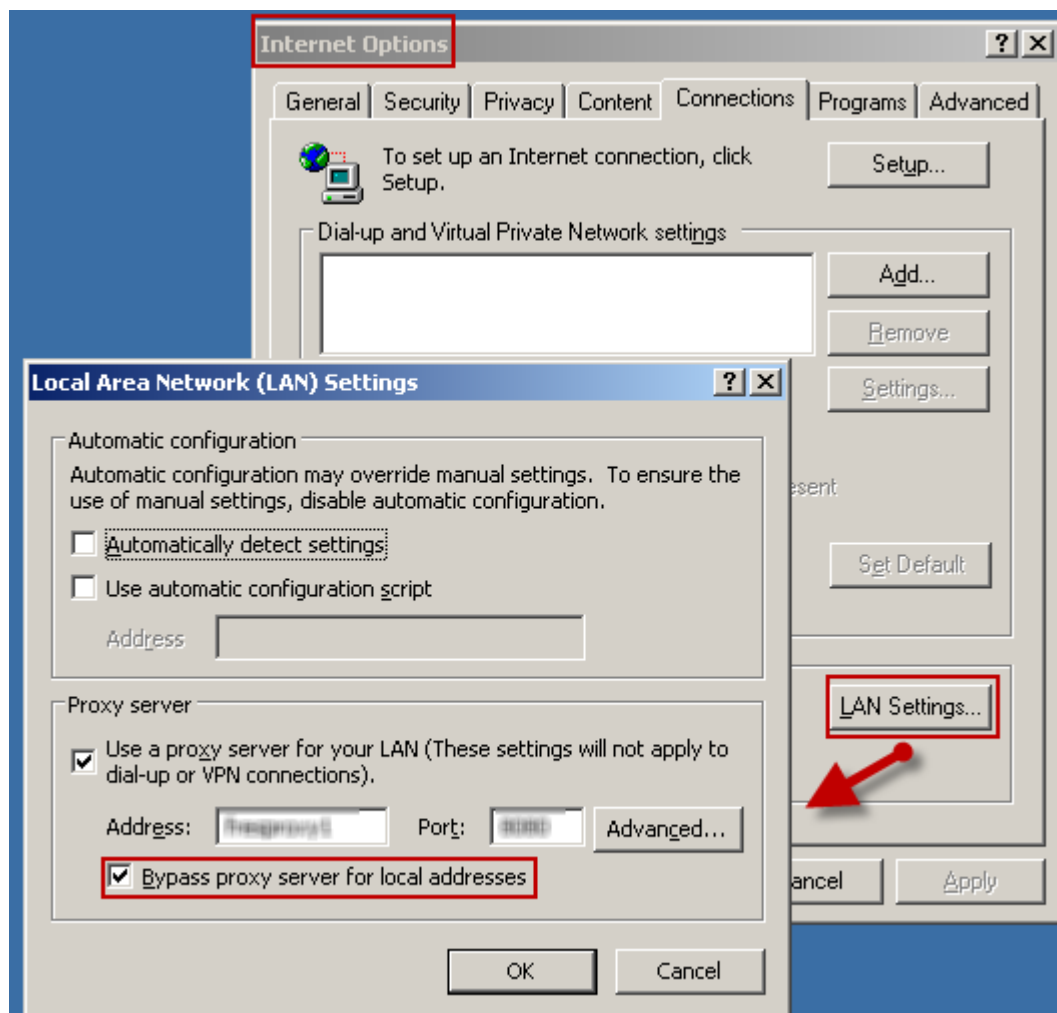 Internet Options
General Security Privacy Content Connections Programs Advanced
To set up an Internet connection, click
Setup.
Setup...
Dial-up and Virtual Private Network settings
Add...
Remove
Settings...
esent
Set Default
LAN Settings...
ancel
Apply
Local Area Network (LAN) Settings
Automatic configuration
Automatic configuration may override manual settings. To ensure the
use of manual settings, disable automatic configuration.
Automatically detect settings
Use automatic configuration script
Address
Proxy server
Use a proxy server for your LAN (These settings will not apply to
dial-up or VPN connections).
Address:
Port:
Advanced...
Bypass proxy server for local addresses
OK
Cancel